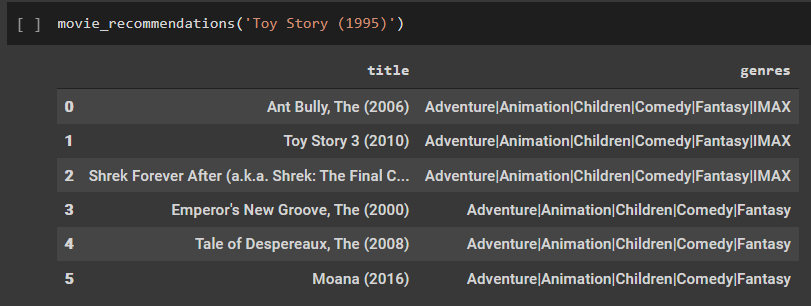 [ ] movie_recommendations('Toy Story (1995)')
title genres
0 Ant Bully, The (2006) Adventure|Animation|Children|Comedy|Fantasy|IMAX
1 Toy Story 3 (2010) Adventure|Animation|Children|Comedy|Fantasy|IMAX
2 Shrek Forever After (a.k.a. Shrek: The Final C... Adventure|Animation|Children|Comedy|Fantasy|IMAX
3 Emperor's New Groove, The (2000) Adventure|Animation|Children|Comedy|Fantasy
4 Tale of Despereaux, The (2008) Adventure|Animation|Children|Comedy|Fantasy
5 Moana (2016) Adventure|Animation|Children|Comedy|Fantasy